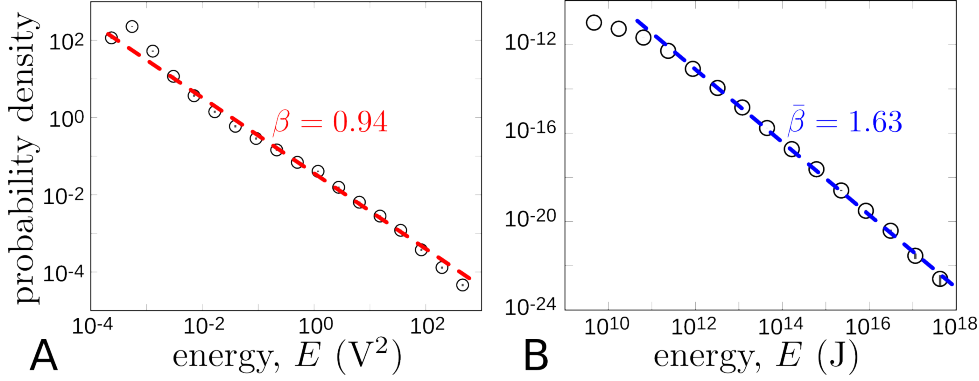 probability density
10²
10⁰
10⁻²
10⁻⁴
β = 0.94
10⁻⁴ 10⁻² 10⁰ 10²
A energy, E (V²)
10⁻¹²
10⁻¹⁶
10⁻²⁰
10⁻²⁴
β̄ = 1.63
10¹⁰ 10¹² 10¹⁴ 10¹⁶ 10¹⁸
B energy, E (J)